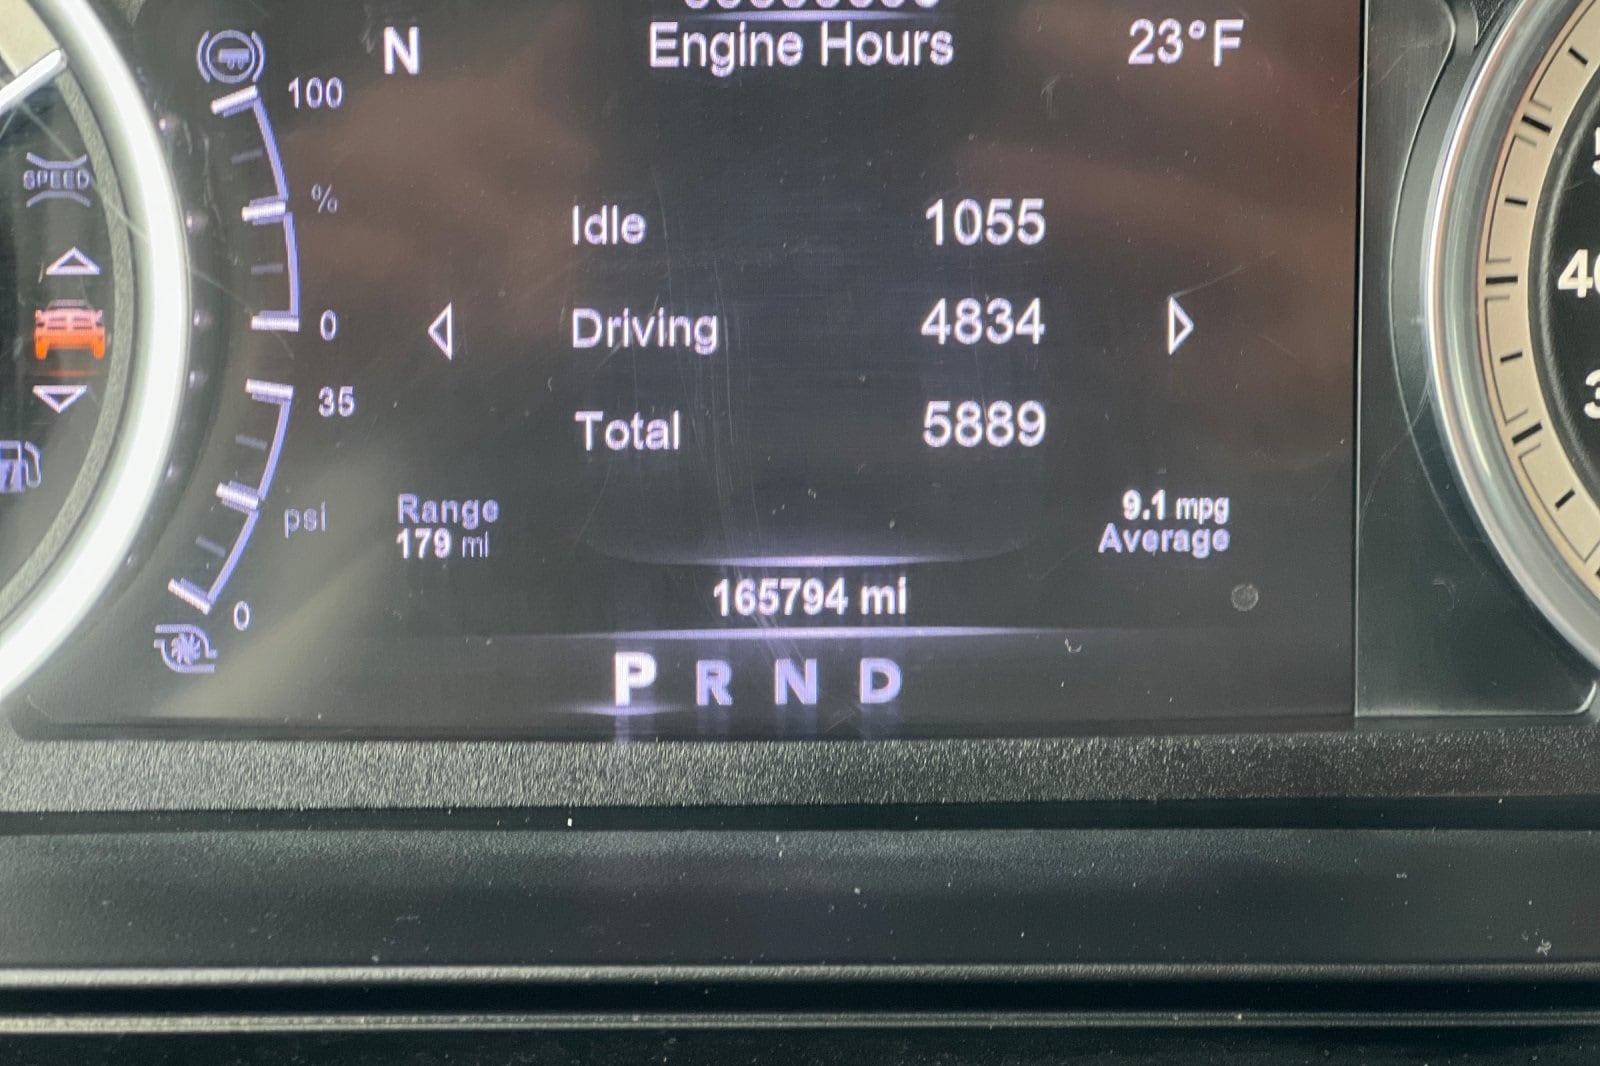 N
Engine Hours
23°F
100
SPEED
%
Idle 1055
0
Driving 4834
35
Total 5889
psi
Range
179 mi
9.1 mpg
Average
0
165794 mi
P R N D